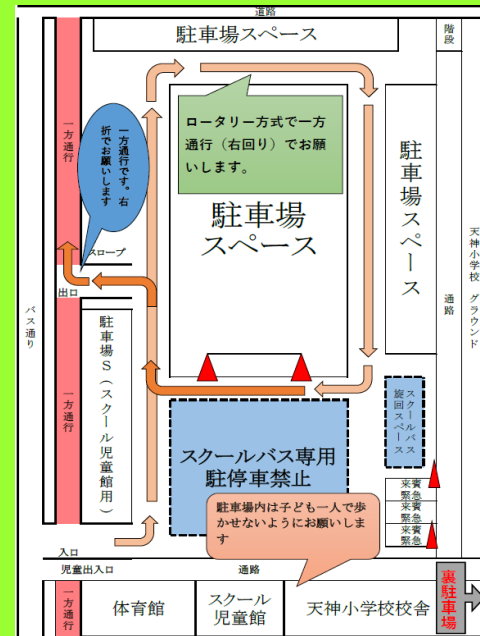 道路
駐車場スペース
階段
一方通行
一方通行です。右
折でお願いします
ロータリー方式で一方
通行（右回り）でお願
いします。
駐車場
スペース
駐車場スペース
天神小学校　グラウンド
通路
スロープ
出口
バス通り
駐車場S（スクール児童館用）
一方通行
スクールバス
旋回スペース
スクールバス専用
駐停車禁止
来賓
緊急
来賓
緊急
来賓
緊急
駐車場内は子ども一人で歩
かせないようにお願いしま
す
入口
児童出入口
通路
一方通行
体育館
スクール
児童館
天神小学校校舎
裏駐車場